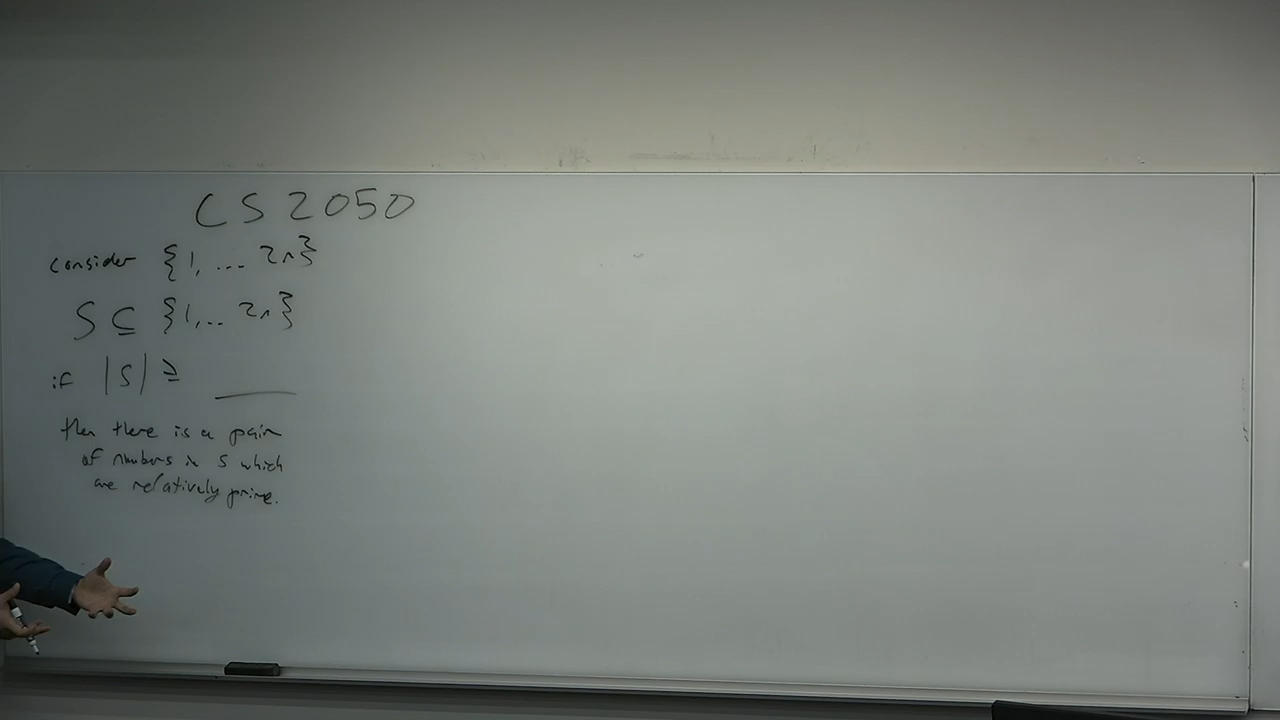 CS 2050
consider {1, ... 2n}
S ⊆ {1, ... 2n}
if |S| ≥ ____
then there is a pair
of numbers in S which
are relatively prime.